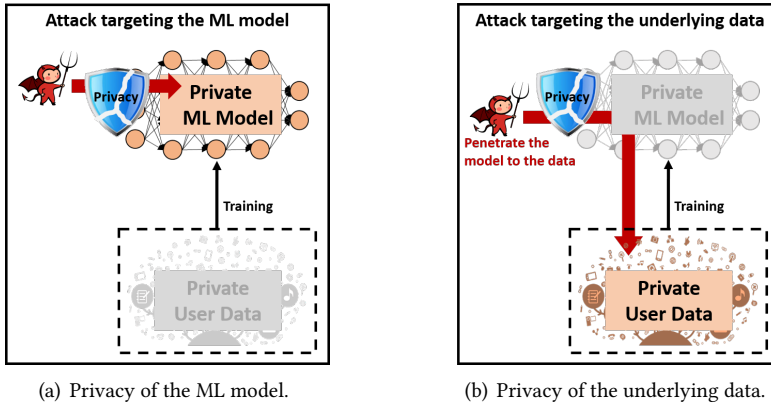 Attack targeting the ML model
Privacy
Private
ML Model
Training
Private
User Data
(a) Privacy of the ML model.
Attack targeting the underlying data
Privacy
Private
ML Model
Penetrate the
model to the data
Training
Private
User Data
(b) Privacy of the underlying data.